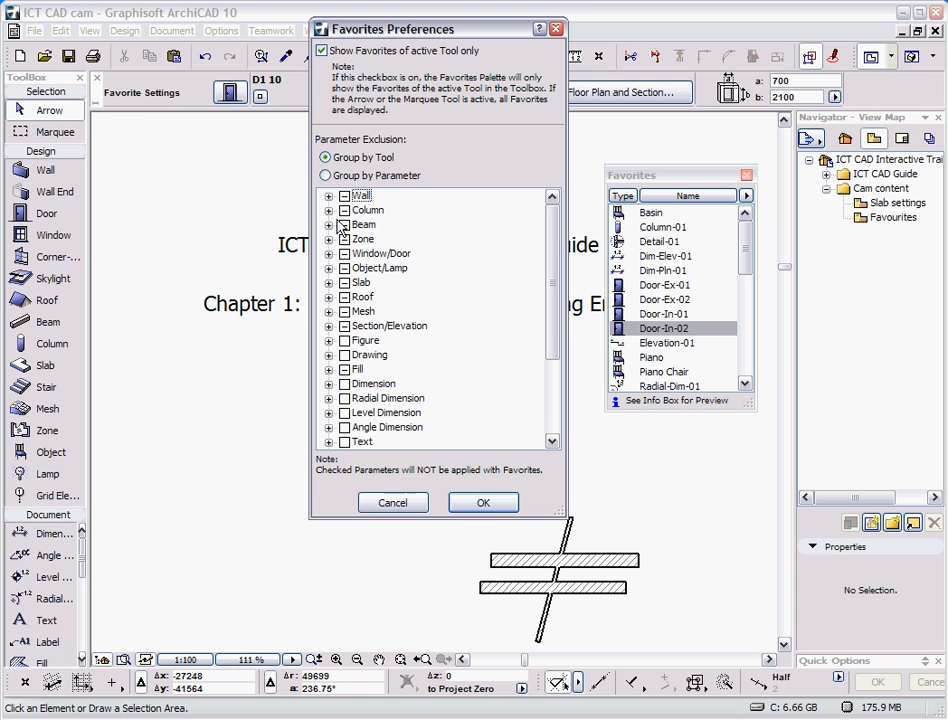 ICT CAD cam - Graphisoft ArchiCAD 10
File Edit View Design Document Options Teamwork
ToolBox
Selection
Arrow
Marquee
Design
Wall
Wall End
Door
Window
Corner-...
Skylight
Roof
Beam
Column
Slab
Stair
Mesh
Zone
Object
Lamp
Grid Ele...
Document
Dimen...
Angle ...
Level ...
Radial...
Text
Label
Fill
Favorite Settings
D1 10
Floor Plan and Section...
a: 700
b: 2100
ICT
uide
Chapter 1:
ng En
Favorites Preferences
Show Favorites of active Tool only
Note:
If this checkbox is on, the Favorites Palette will only
show the Favorites of the active Tool in the Toolbox. If
the Arrow or the Marquee Tool is active, all Favorites
are displayed.
Parameter Exclusion:
Group by Tool
Group by Parameter
Wall
Column
Beam
Zone
Window/Door
Object/Lamp
Slab
Roof
Mesh
Section/Elevation
Figure
Drawing
Fill
Dimension
Radial Dimension
Level Dimension
Angle Dimension
Text
Note:
Checked Parameters will NOT be applied with Favorites.
Cancel OK
Favorites
Type Name
Basin
Column-01
Detail-01
Dim-Elev-01
Dim-Pln-01
Door-Ex-01
Door-Ex-02
Door-In-01
Door-In-02
Elevation-01
Piano
Piano Chair
Radial-Dim-01
See Info Box for Preview
Navigator - View Map
ICT CAD Interactive Trai
ICT CAD Guide
Cam content
Slab settings
Favourites
Properties
No Selection.
Quick Options
OK Cance
1:100 111 %
Δx: -27248
Δy: -41564
Δr: 49699
a: 236.75°
Δz: 0
to Project Zero
Half
2
Click an Element or Draw a Selection Area.
C: 6.66 GB
175.9 MB